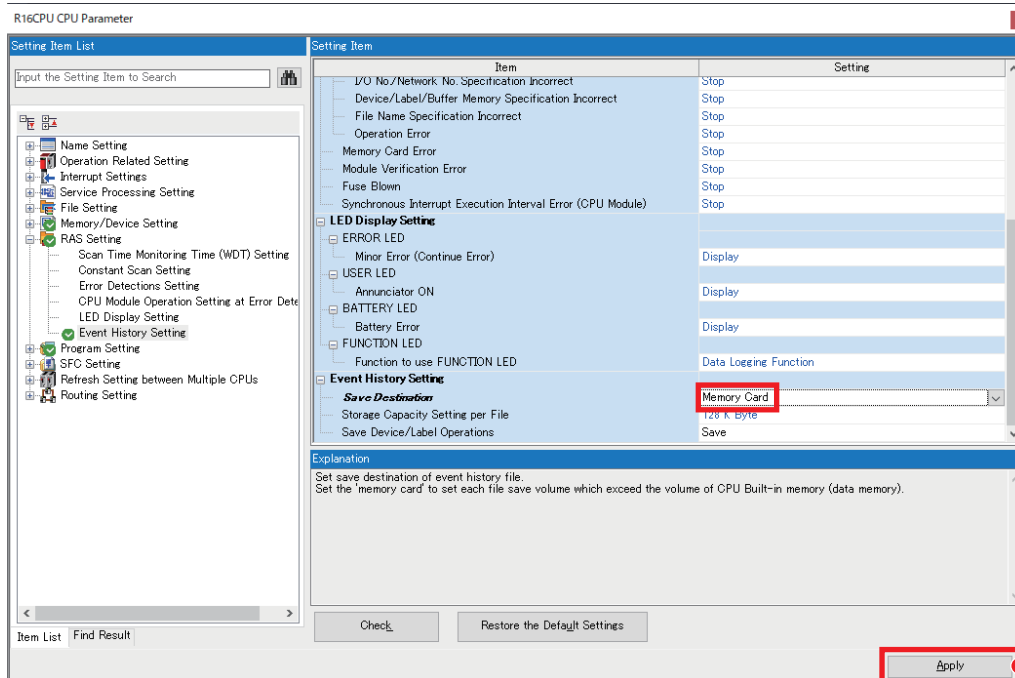 R16CPU CPU Parameter
Setting Item List
Input the Setting Item to Search
Name Setting
Operation Related Setting
Interrupt Settings
Service Processing Setting
File Setting
Memory/Device Setting
RAS Setting
Scan Time Monitoring Time (WDT) Setting
Constant Scan Setting
Error Detections Setting
CPU Module Operation Setting at Error Dete
LED Display Setting
Event History Setting
Program Setting
SFC Setting
Refresh Setting between Multiple CPUs
Routing Setting
Item List Find Result
Setting Item
Item Setting
I/O No./Network No. Specification Incorrect Stop
Device/Label/Buffer Memory Specification Incorrect Stop
File Name Specification Incorrect Stop
Operation Error Stop
Memory Card Error Stop
Module Verification Error Stop
Fuse Blown Stop
Synchronous Interrupt Execution Interval Error (CPU Module) Stop
LED Display Setting
ERROR LED
Minor Error (Continue Error) Display
USER LED
Annunciator ON Display
BATTERY LED
Battery Error Display
FUNCTION LED
Function to use FUNCTION LED Data Logging Function
Event History Setting
Save Destination Memory Card
Storage Capacity Setting per File 128 K Byte
Save Device/Label Operations Save
Explanation
Set save destination of event history file.
Set the 'memory card' to set each file save volume which exceed the volume of CPU Built-in memory (data memory).
Check Restore the Default Settings
Apply